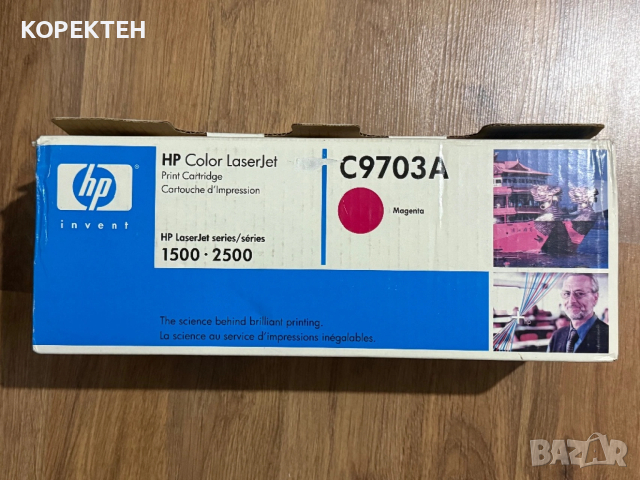 КОРЕКТЕН
hp
invent
HP Color LaserJet
Print Cartridge
Cartouche d'Impression
HP LaserJet series/séries
1500 · 2500
C9703A
Magenta
The science behind brilliant printing.
La science au service d'impressions inégalables.
BAZAR